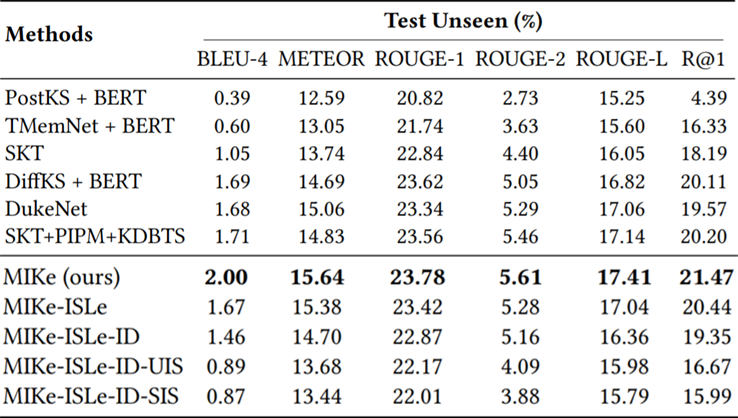 Methods Test Unseen (%)
BLEU-4 METEOR ROUGE-1 ROUGE-2 ROUGE-L R@1
PostKS + BERT 0.39 12.59 20.82 2.73 15.25 4.39
TMemNet + BERT 0.60 13.05 21.74 3.63 15.60 16.33
SKT 1.05 13.74 22.84 4.40 16.05 18.19
DiffKS + BERT 1.69 14.69 23.62 5.05 16.82 20.11
DukeNet 1.68 15.06 23.34 5.29 17.06 19.57
SKT+PIPM+KDBTS 1.71 14.83 23.56 5.46 17.14 20.20
MIKe (ours) 2.00 15.64 23.78 5.61 17.41 21.47
MIKe-ISLe 1.67 15.38 23.42 5.28 17.04 20.44
MIKe-ISLe-ID 1.46 14.70 22.87 5.16 16.36 19.35
MIKe-ISLe-ID-UIS 0.89 13.68 22.17 4.09 15.98 16.67
MIKe-ISLe-ID-SIS 0.87 13.44 22.01 3.88 15.79 15.99